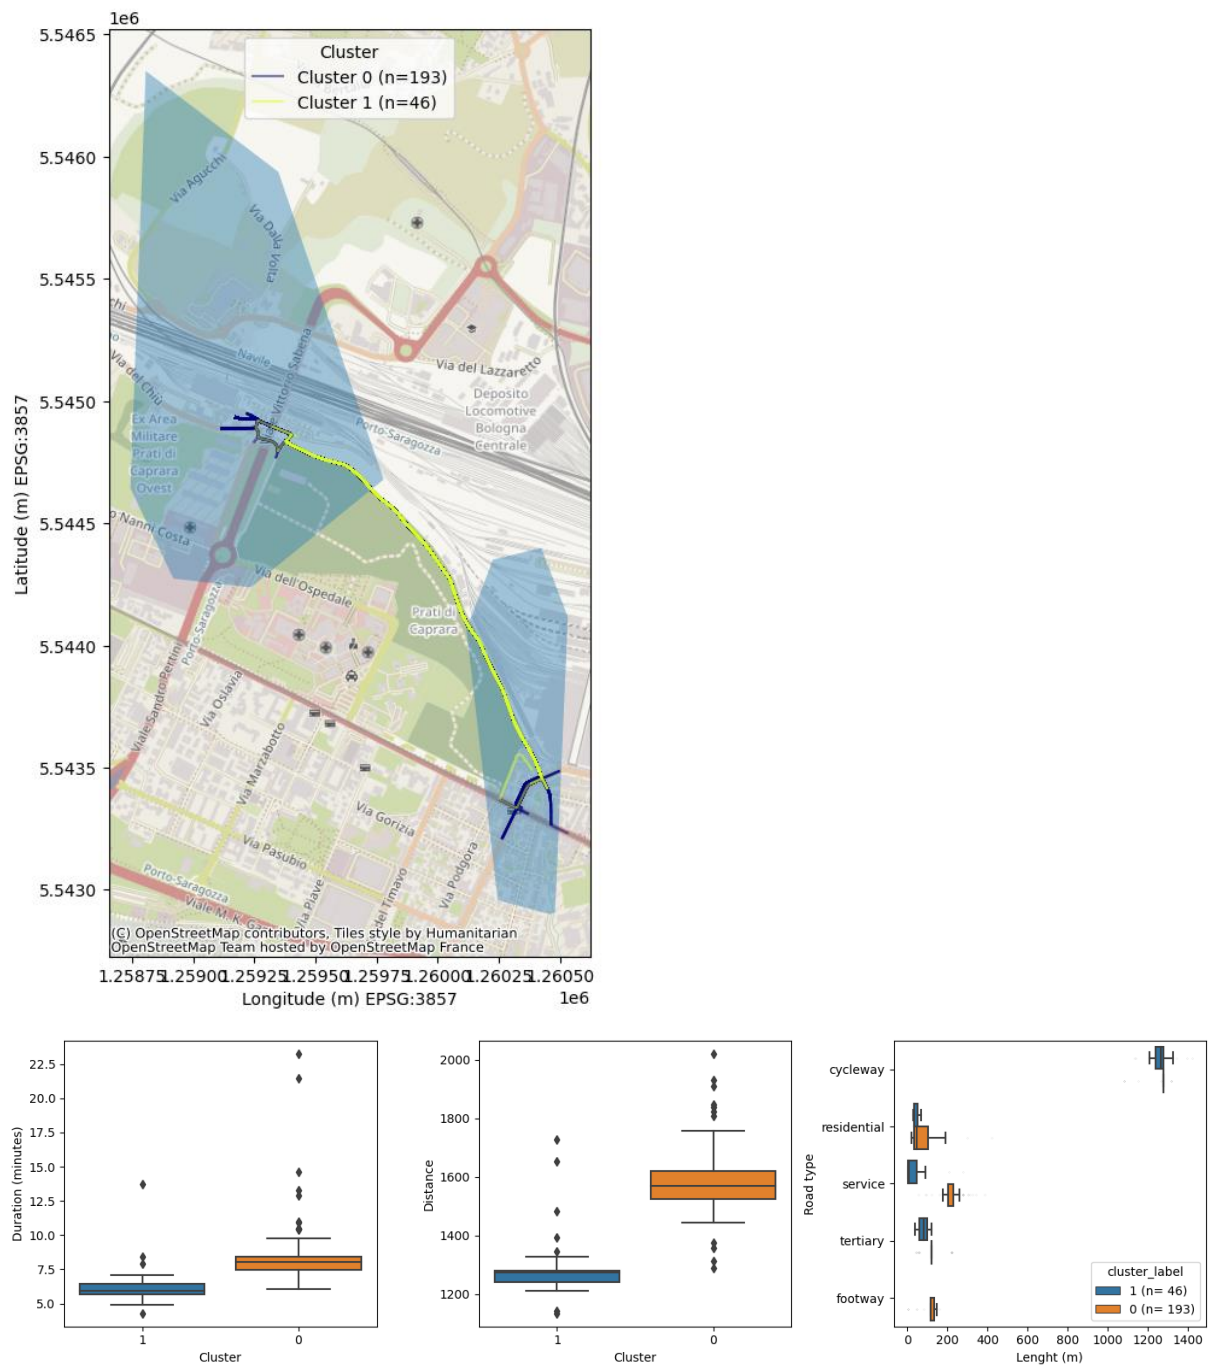 1e6
5.5465
5.5460
5.5455
5.5450
5.5445
5.5440
5.5435
5.5430
Latitude (m) EPSG:3857
Cluster
Cluster 0 (n=193)
Cluster 1 (n=46)
Via Agucchi
Via Dalla Volta
Navile
Vittorio Sabena
Via del Chiù
Ex Area
Militare
Prati di
Caprara
Ovest
Via del Lazzaretto
Deposito
Locomotive
Bologna
Centrale
Porto-Saragozza
Nanni Costa
Via dell'Ospedale
Prati di
Caprara
Porto-Saragozza
Viale Sandro Pertini
Via Oslavia
Via Marzabotto
Via Gorizia
Via Pasubio
Via Podgora
Via Piave
del Timavo
Porto-Saragozza
Viale M. K. Ga
(C) OpenStreetMap contributors, Tiles style by Humanitarian
OpenStreetMap Team hosted by OpenStreetMap France
1.25875 1.25900 1.25925 1.25950 1.25975 1.26000 1.26025 1.26050
Longitude (m) EPSG:3857
1e6
22.5
20.0
17.5
15.0
12.5
10.0
7.5
5.0
Duration (minutes)
1 0
Cluster
2000
1800
1600
1400
1200
Distance
1 0
Cluster
cycleway
residential
service
tertiary
footway
Road type
cluster_label
1 (n= 46)
0 (n= 193)
0 200 400 600 800 1000 1200 1400
Lenght (m)